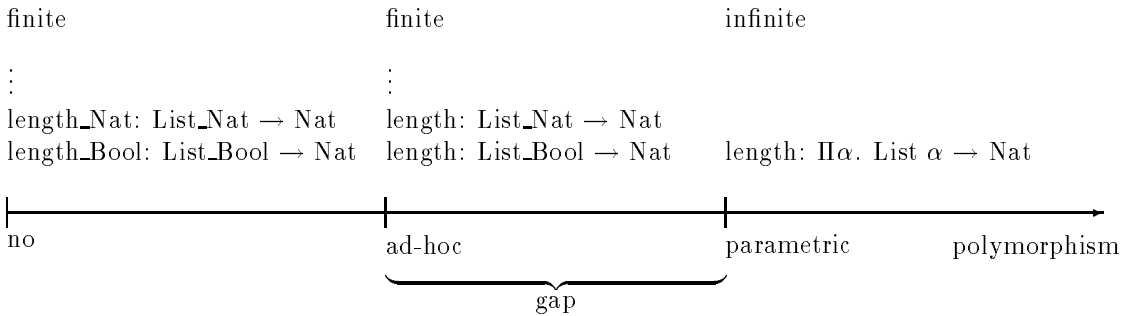 finite finite infinite
⋮ ⋮
length_Nat: List_Nat → Nat length: List_Nat → Nat
length_Bool: List_Bool → Nat length: List_Bool → Nat length: Πα. List α → Nat
no ad-hoc parametric polymorphism
gap